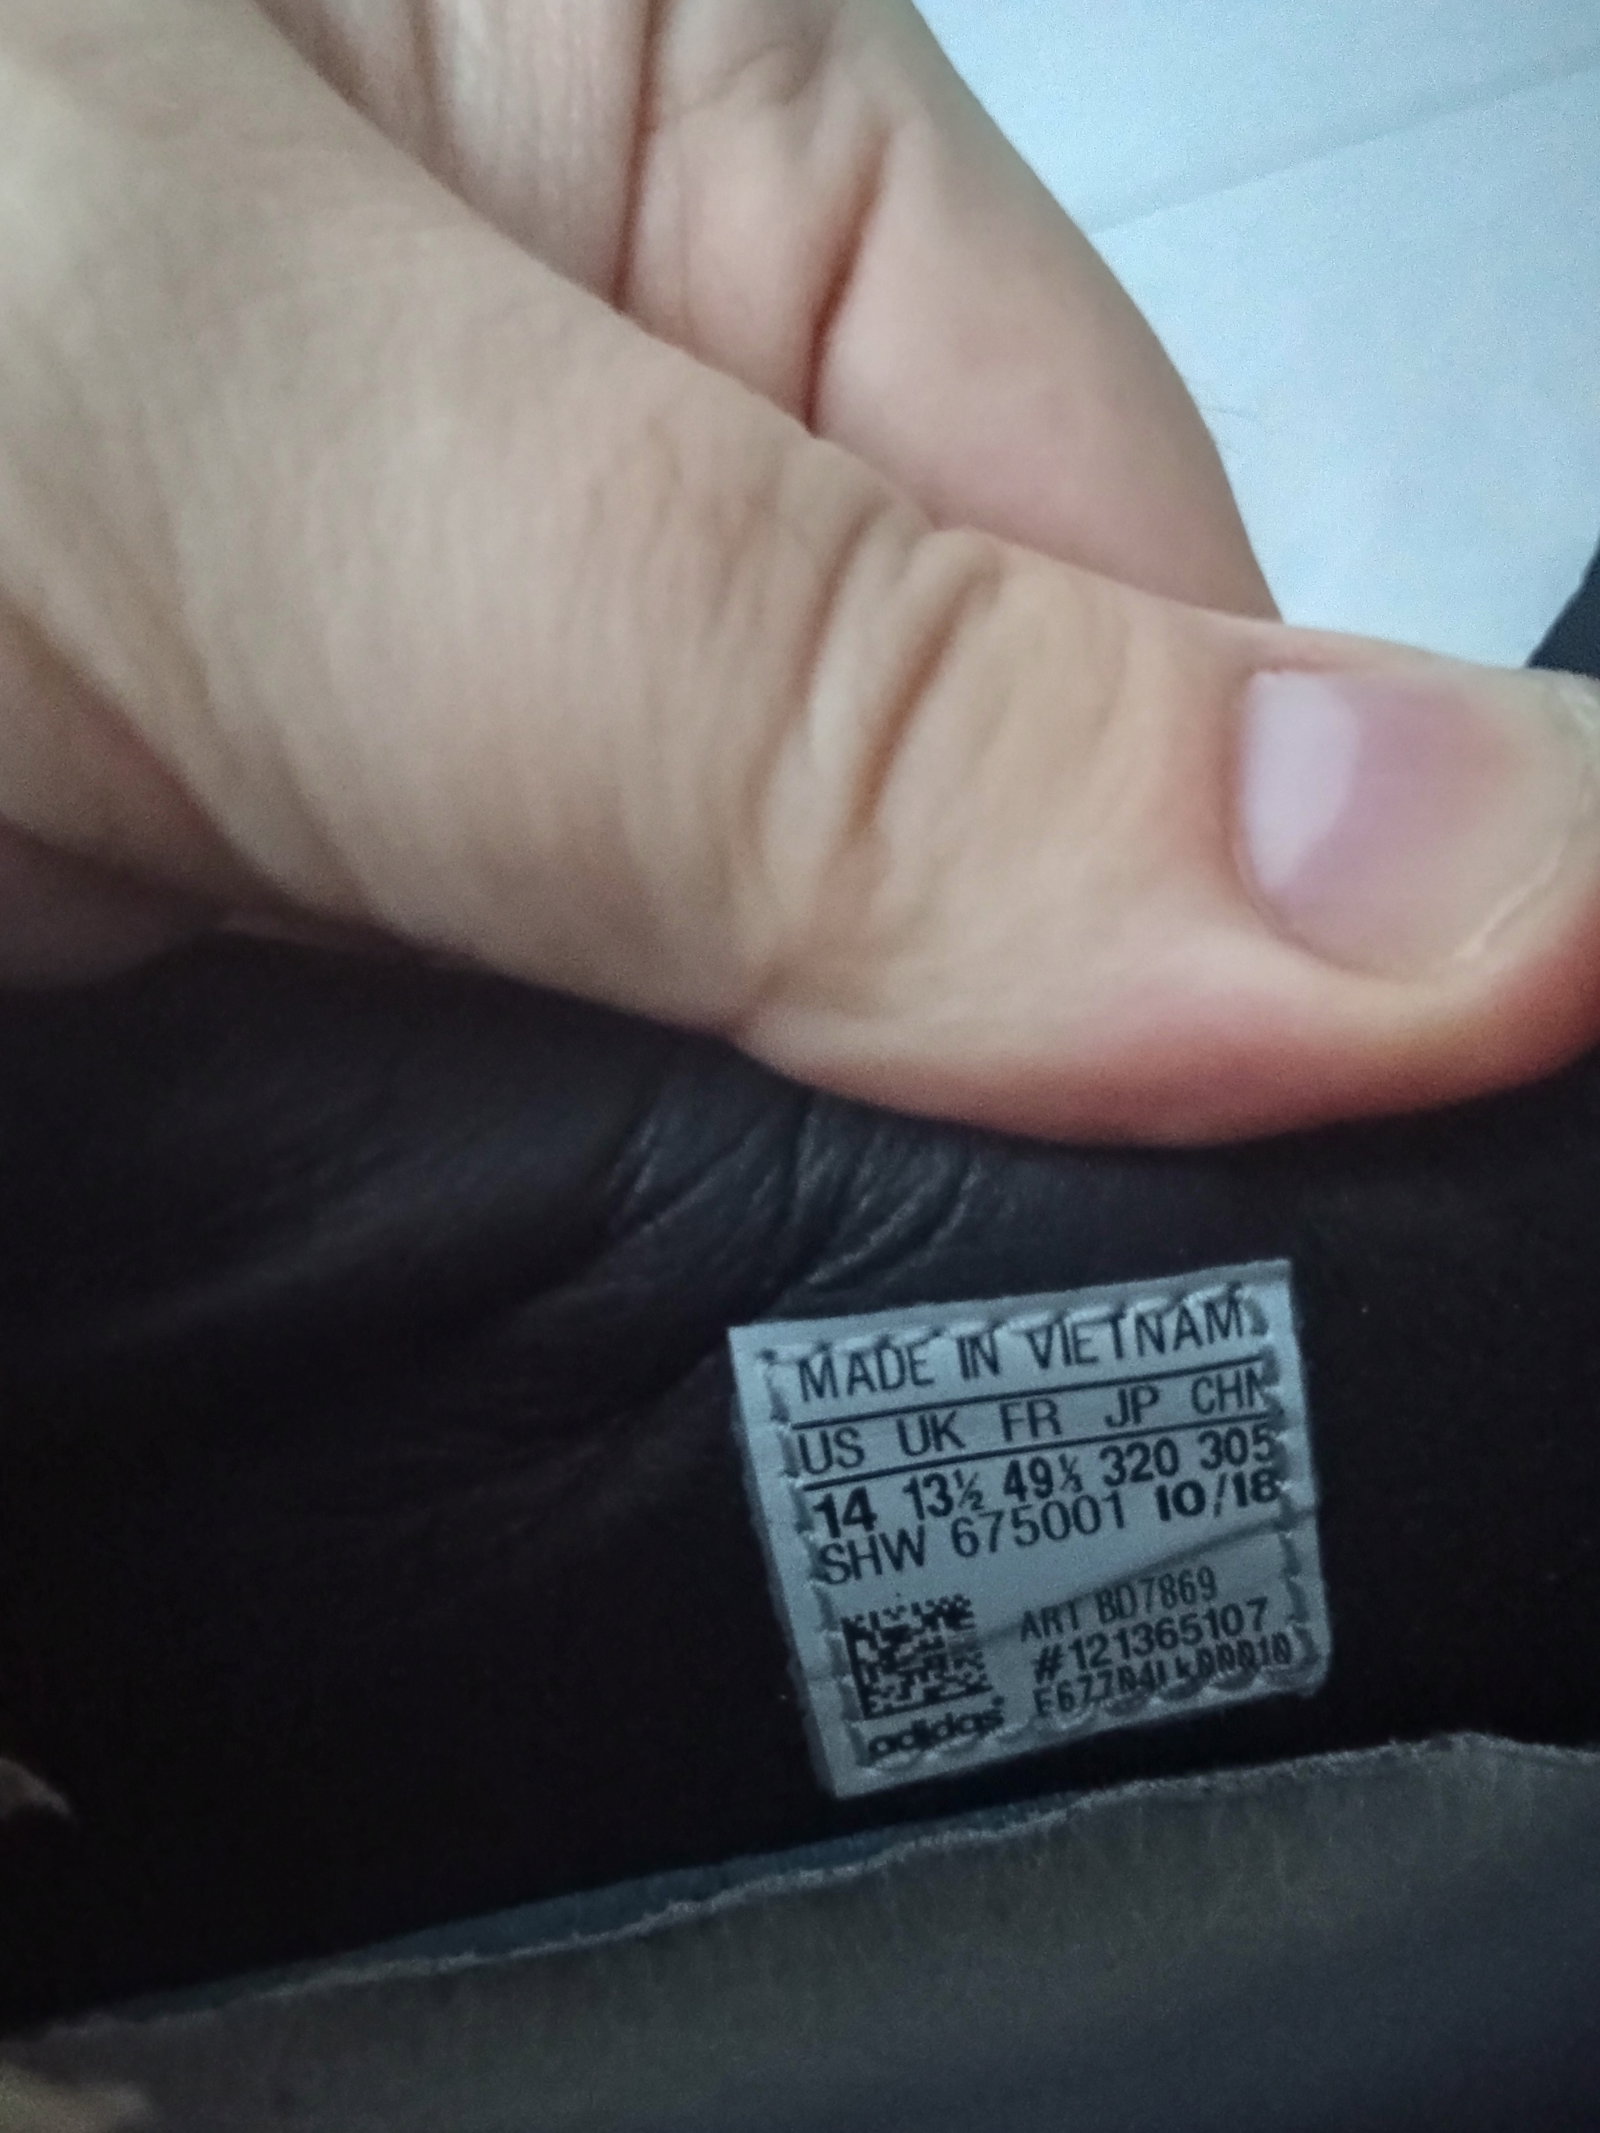 MADE IN VIETNAM
US UK FR JP CHN
14 13½ 49⅓ 320 305
SHW 675001 10/18
ART BD7869
#121365107
adidas